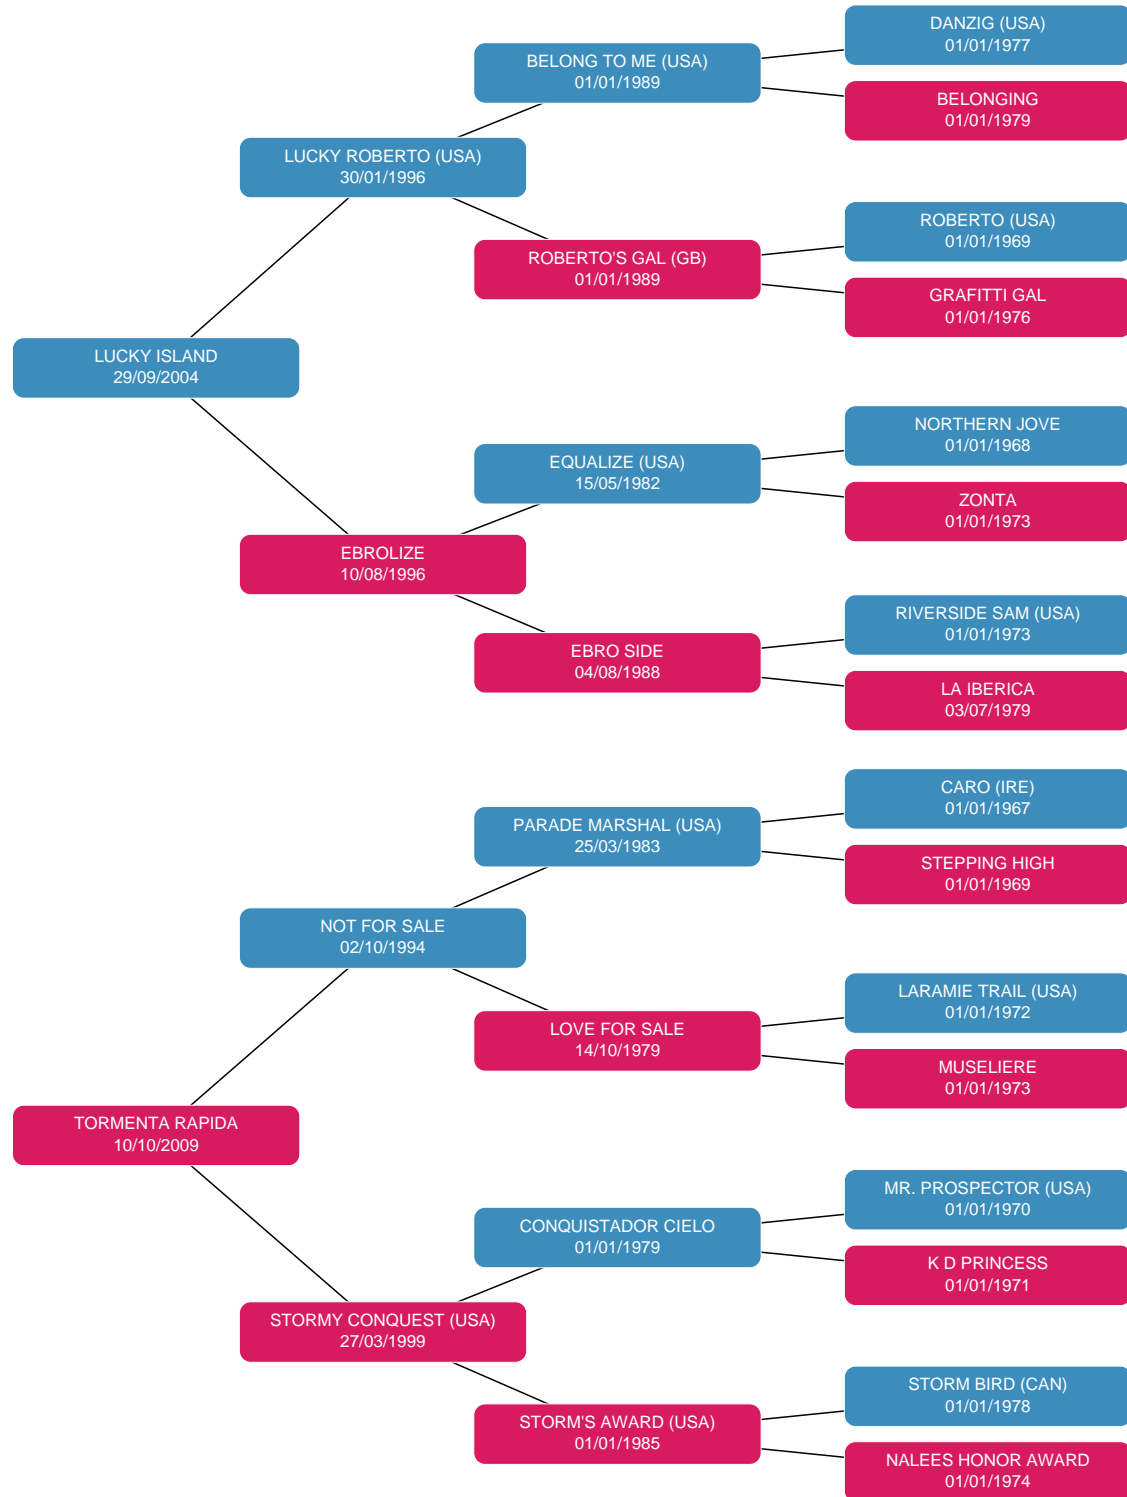 DANZIG (USA)
01/01/1977
BELONG TO ME (USA)
01/01/1989
BELONGING
01/01/1979
LUCKY ROBERTO (USA)
30/01/1996
ROBERTO (USA)
01/01/1969
ROBERTO'S GAL (GB)
01/01/1989
GRAFITTI GAL
01/01/1976
LUCKY ISLAND
29/09/2004
NORTHERN JOVE
01/01/1968
EQUALIZE (USA)
15/05/1982
ZONTA
01/01/1973
EBROLIZE
10/08/1996
RIVERSIDE SAM (USA)
01/01/1973
EBRO SIDE
04/08/1988
LA IBERICA
03/07/1979
CARO (IRE)
01/01/1967
PARADE MARSHAL (USA)
25/03/1983
STEPPING HIGH
01/01/1969
NOT FOR SALE
02/10/1994
LARAMIE TRAIL (USA)
01/01/1972
LOVE FOR SALE
14/10/1979
MUSELIERE
01/01/1973
TORMENTA RAPIDA
10/10/2009
MR. PROSPECTOR (USA)
01/01/1970
CONQUISTADOR CIELO
01/01/1979
K D PRINCESS
01/01/1971
STORMY CONQUEST (USA)
27/03/1999
STORM BIRD (CAN)
01/01/1978
STORM'S AWARD (USA)
01/01/1985
NALEES HONOR AWARD
01/01/1974